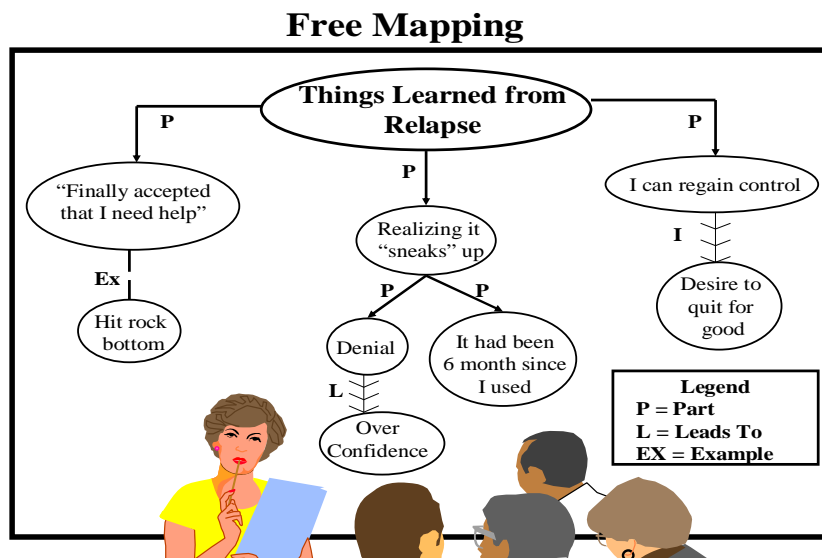 Free Mapping
Things Learned from
Relapse
P
P
P
“Finally accepted
that I need help”
Realizing it
“sneaks” up
I can regain control
Ex
I
Hit rock
bottom
P
P
Desire to
quit for
good
Denial
It had been
6 month since
I used
L
Over
Confidence
Legend
P = Part
L = Leads To
EX = Example